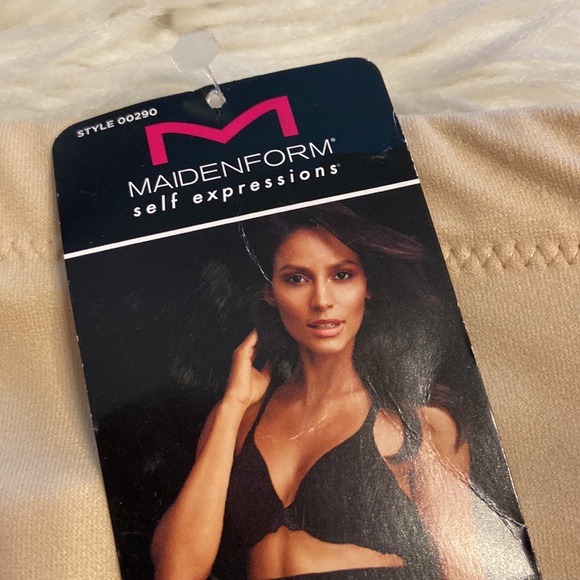 STYLE 00290
MAIDENFORM®
self expressions®